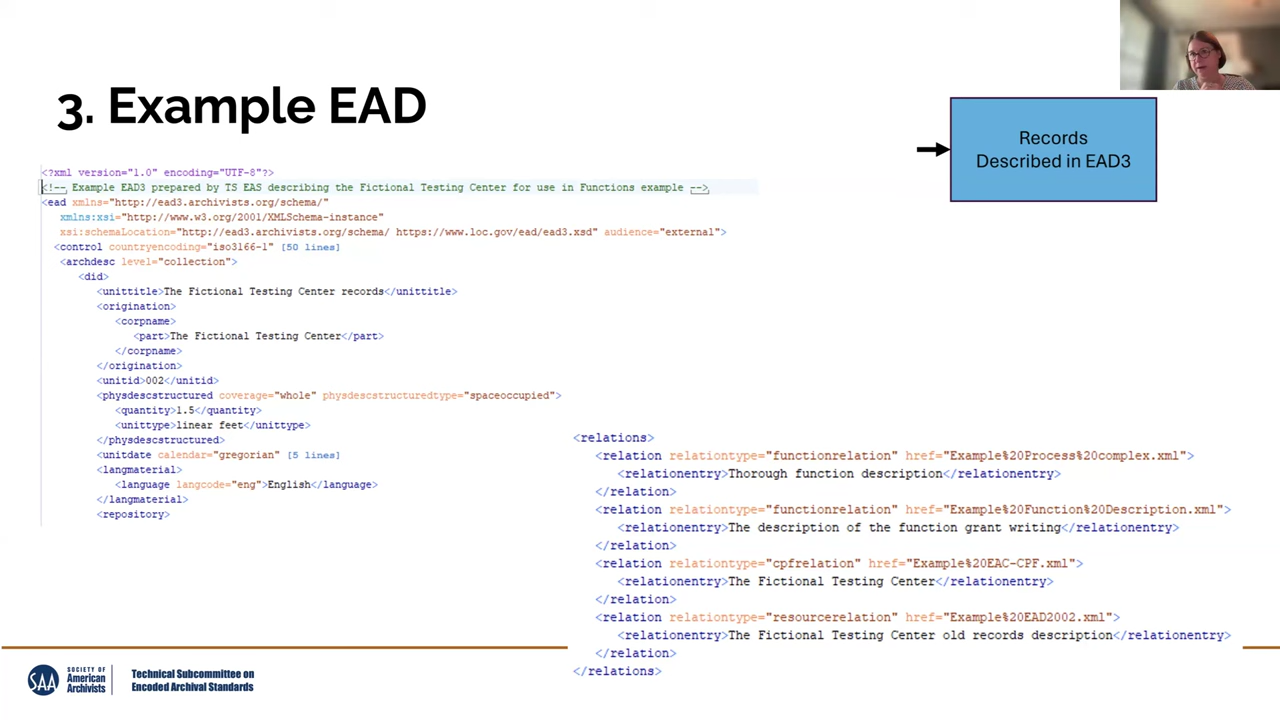 3. Example EAD
Records
Described in EAD3
<?xml version="1.0" encoding="UTF-8"?>
<!-- Example EAD3 prepared by TS EAS describing the Fictional Testing Center for use in Functions example -->
<ead xmlns="http://ead3.archivists.org/schema/"
xmlns:xsi="http://www.w3.org/2001/XMLSchema-instance"
xsi:schemaLocation="http://ead3.archivists.org/schema/ https://www.loc.gov/ead/ead3.xsd" audience="external">
<control countryencoding="iso3166-1" [50 lines]
<archdesc level="collection">
<did>
<unittitle>The Fictional Testing Center records</unittitle>
<origination>
<corpname>
<part>The Fictional Testing Center</part>
</corpname>
</origination>
<unitid>002</unitid>
<physdescstructured coverage="whole" physdescstructuredtype="spaceoccupied">
<quantity>1.5</quantity>
<unittype>linear feet</unittype>
</physdescstructured>
<unitdate calendar="gregorian" [5 lines]
<langmaterial>
<language langcode="eng">English</language>
</langmaterial>
<repository>
<relations>
<relation relationtype="functionrelation" href="Example%20Process%20complex.xml">
<relationentry>Thorough function description</relationentry>
</relation>
<relation relationtype="functionrelation" href="Example%20Function%20Description.xml">
<relationentry>The description of the function grant writing</relationentry>
</relation>
<relation relationtype="cpfrelation" href="Example%20EAC-CPF.xml">
<relationentry>The Fictional Testing Center</relationentry>
</relation>
<relation relationtype="resourcerelation" href="Example%20EAD2002.xml">
<relationentry>The Fictional Testing Center old records description</relationentry>
</relation>
</relations>
SAA
SOCIETY OF
American
Archivists
Technical Subcommittee on
Encoded Archival Standards